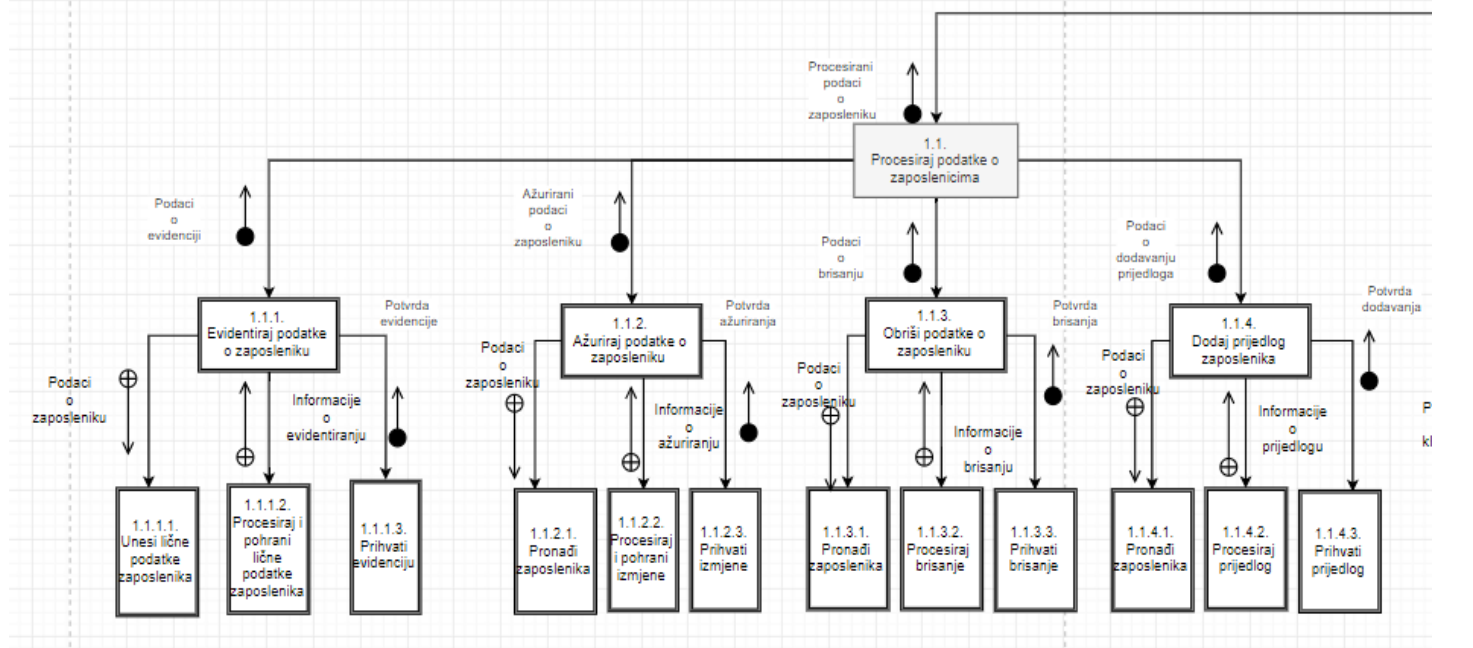 Procesirani
podaci
o
zaposleniku
1.1.
Procesiraj podatke o
zaposlenicima
Podaci
o
evidenciji
Ažurirani
podaci
o
zaposleniku
Podaci
o
brisanju
Podaci
o
dodavanju
prijedloga
1.1.1.
Evidentiraj podatke
o zaposleniku
Potvrda
evidencije
1.1.2.
Ažuriraj podatke o
zaposleniku
Potvrda
ažuriranja
1.1.3.
Obriši podatke o
zaposleniku
Potvrda
brisanja
1.1.4.
Dodaj prijedlog
zaposlenika
Potvrda
dodavanja
Podaci
o
zaposleniku
Informacije
o
evidentiranju
Podaci
o
zaposleniku
Informacije
o
ažuriranju
Podaci
o
zaposleniku
Informacije
o
brisanju
Podaci
o
zaposleniku
Informacije
o
prijedlogu
P
kl
1.1.1.1.
Unesi lične
podatke
zaposlenika
1.1.1.2.
Procesiraj i
pohrani
lične
podatke
zaposlenika
1.1.1.3.
Prihvati
evidenciju
1.1.2.1.
Pronađi
zaposlenika
1.1.2.2.
Procesiraj
i pohrani
izmjene
1.1.2.3.
Prihvati
izmjene
1.1.3.1.
Pronađi
zaposlenika
1.1.3.2.
Procesiraj
brisanje
1.1.3.3.
Prihvati
brisanje
1.1.4.1.
Pronađi
zaposlenika
1.1.4.2.
Procesiraj
prijedlog
1.1.4.3.
Prihvati
prijedlog